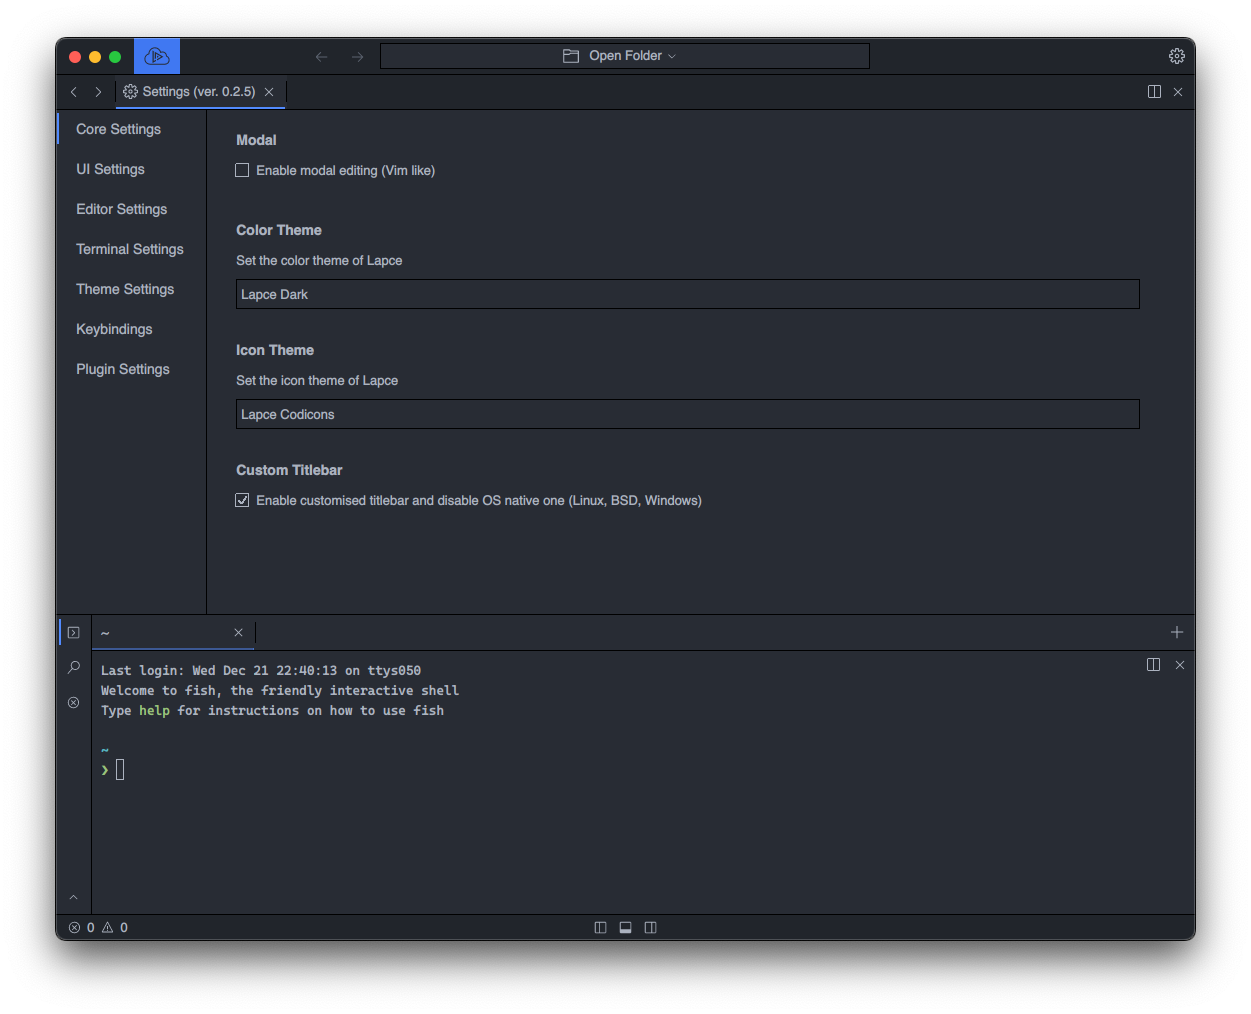 Open Folder
Settings (ver. 0.2.5)
Core Settings
UI Settings
Editor Settings
Terminal Settings
Theme Settings
Keybindings
Plugin Settings
Modal
Enable modal editing (Vim like)
Color Theme
Set the color theme of Lapce
Lapce Dark
Icon Theme
Set the icon theme of Lapce
Lapce Codicons
Custom Titlebar
Enable customised titlebar and disable OS native one (Linux, BSD, Windows)
~
Last login: Wed Dec 21 22:40:13 on ttys050
Welcome to fish, the friendly interactive shell
Type help for instructions on how to use fish
~
❯
0 0